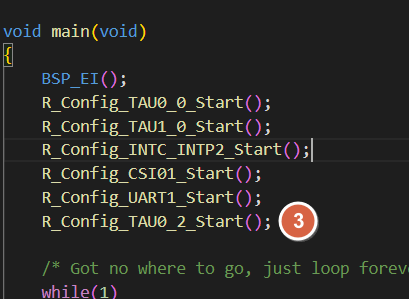 void main(void)
{
BSP_EI();
R_Config_TAU0_0_Start();
R_Config_TAU1_0_Start();
R_Config_INTC_INTP2_Start();
R_Config_CSI01_Start();
R_Config_UART1_Start();
R_Config_TAU0_2_Start(); 3
/* Got no where to go, just loop foreve
while(1)